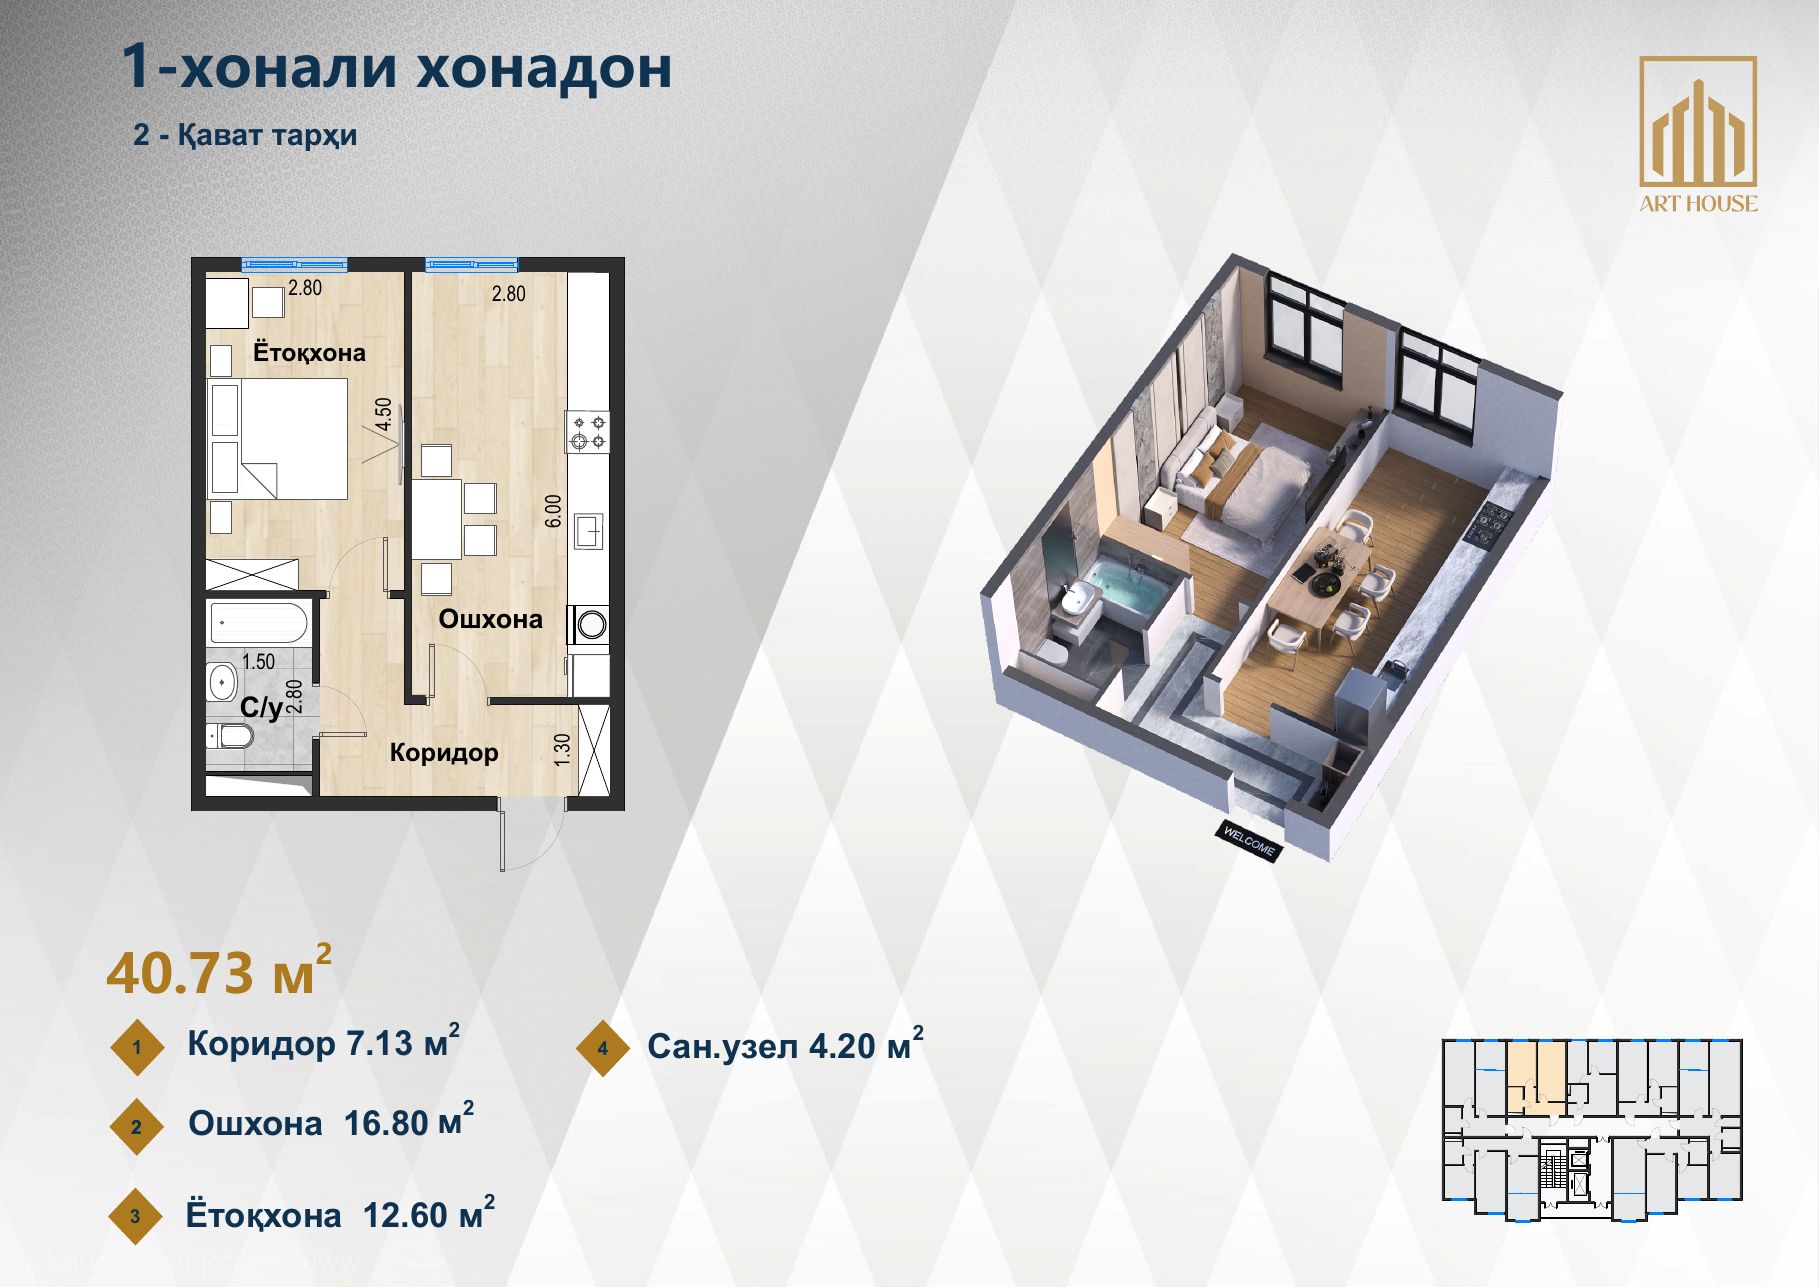 1-хонали хонадон
2 - Қават тарҳи
ART HOUSE
2.80
2.80
Ётоқхона
4.50
6.00
Ошхона
1.50
2.80
С/у
Коридор
1.30
WELCOME
40.73 м²
1 Коридор 7.13 м²
2 Ошхона 16.80 м²
3 Ётоқхона 12.60 м²
4 Сан.узел 4.20 м²